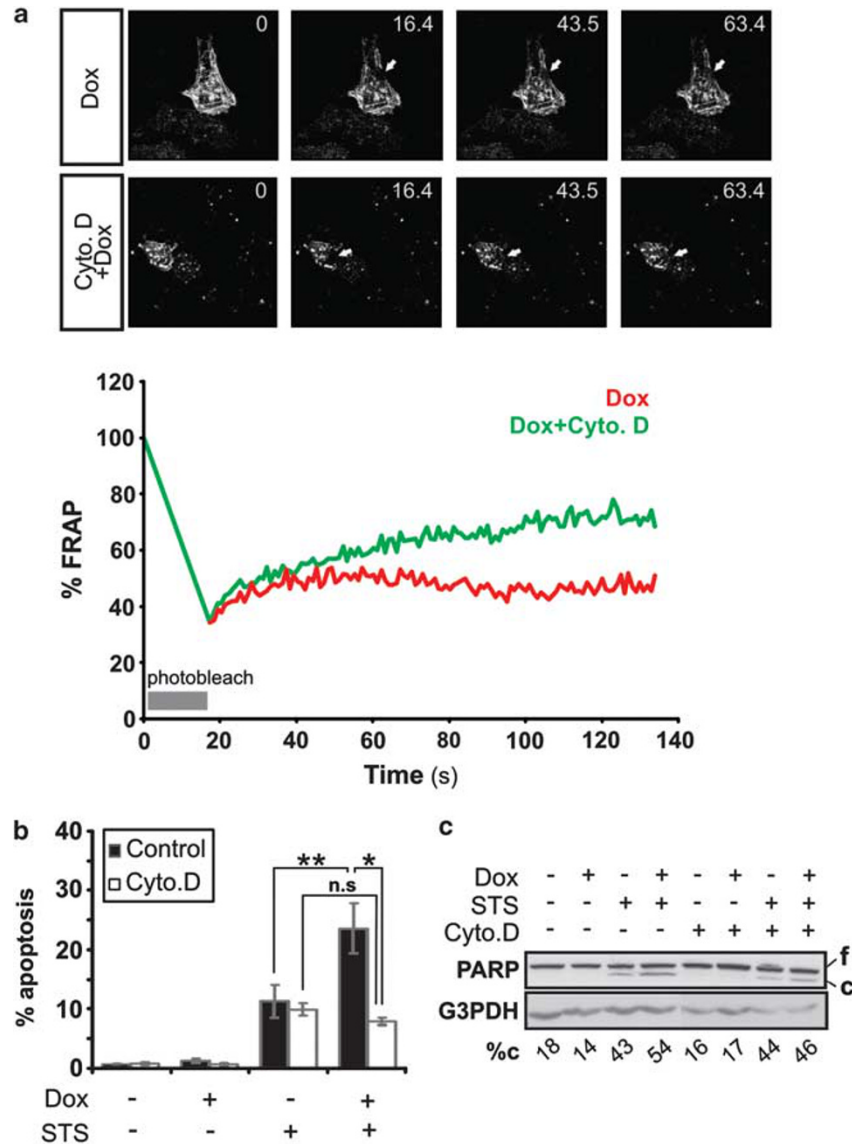 a
Dox
0
16.4
43.5
63.4
Cyto. D
+Dox
0
16.4
43.5
63.4
120
100
80
60
40
20
0
% FRAP
Dox
Dox+Cyto. D
photobleach
0 20 40 60 80 100 120 140
Time (s)
b
40
30
20
10
0
% apoptosis
Control
Cyto.D
**
*
n.s
Dox - + - +
STS - - + +
c
Dox - + - + - + - +
STS - - + + - - + +
Cyto.D - - - - + + + +
PARP
f
c
G3PDH
%c 18 14 43 54 16 17 44 46